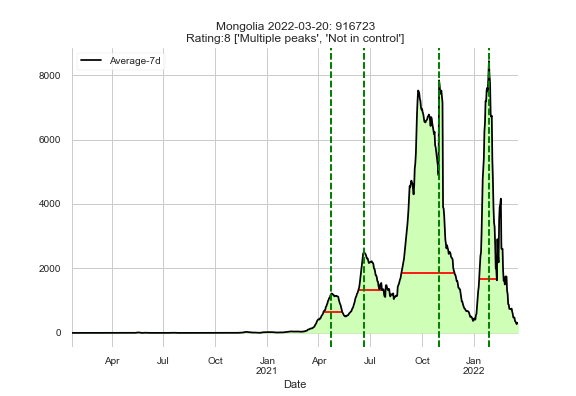 Mongolia 2022-03-20: 916723
Rating:8 ['Multiple peaks', 'Not in control']
Average-7d
8000
6000
4000
2000
0
Apr
Jul
Oct
Jan
2021
Apr
Jul
Oct
Jan
2022
Date